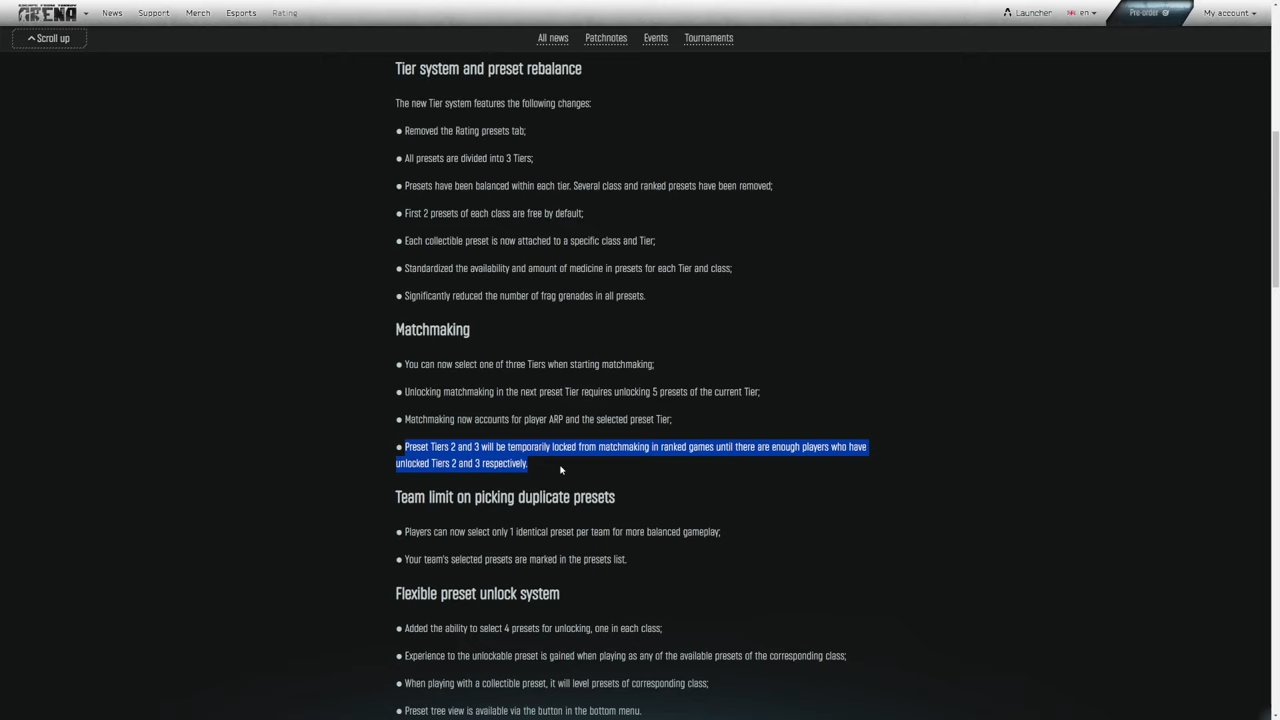 ESCAPE FROM TARKOV
ARENA
News
Support
Merch
Esports
Rating
Launcher
en
Pre-order
My account
Scroll up
All news
Patchnotes
Events
Tournaments
Tier system and preset rebalance
The new Tier system features the following changes:
● Removed the Rating presets tab;
● All presets are divided into 3 Tiers;
● Presets have been balanced within each tier. Several class and ranked presets have been removed;
● First 2 presets of each class are free by default;
● Each collectible preset is now attached to a specific class and Tier;
● Standardized the availability and amount of medicine in presets for each Tier and class;
● Significantly reduced the number of frag grenades in all presets.
Matchmaking
● You can now select one of three Tiers when starting matchmaking;
● Unlocking matchmaking in the next preset Tier requires unlocking 5 presets of the current Tier;
● Matchmaking now accounts for player ARP and the selected preset Tier;
● Preset Tiers 2 and 3 will be temporarily locked from matchmaking in ranked games until there are enough players who have
unlocked Tiers 2 and 3 respectively.
Team limit on picking duplicate presets
● Players can now select only 1 identical preset per team for more balanced gameplay;
● Your team's selected presets are marked in the presets list.
Flexible preset unlock system
● Added the ability to select 4 presets for unlocking, one in each class;
● Experience to the unlockable preset is gained when playing as any of the available presets of the corresponding class;
● When playing with a collectible preset, it will level presets of corresponding class;
● Preset tree view is available via the button in the bottom menu.